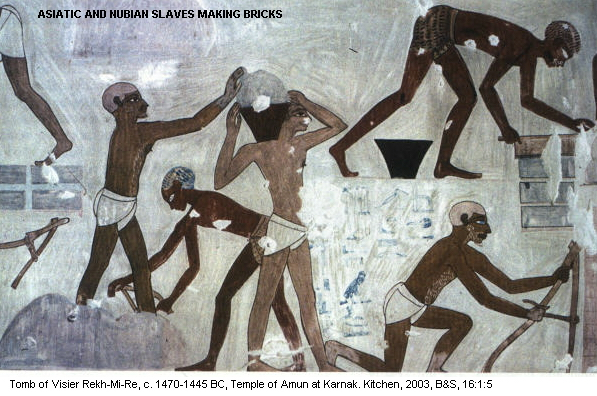 ASIATIC AND NUBIAN SLAVES MAKING BRICKS
Tomb of Visier Rekh-Mi-Re, c. 1470-1445 BC, Temple of Amun at Karnak. Kitchen, 2003, B&S, 16:1:5